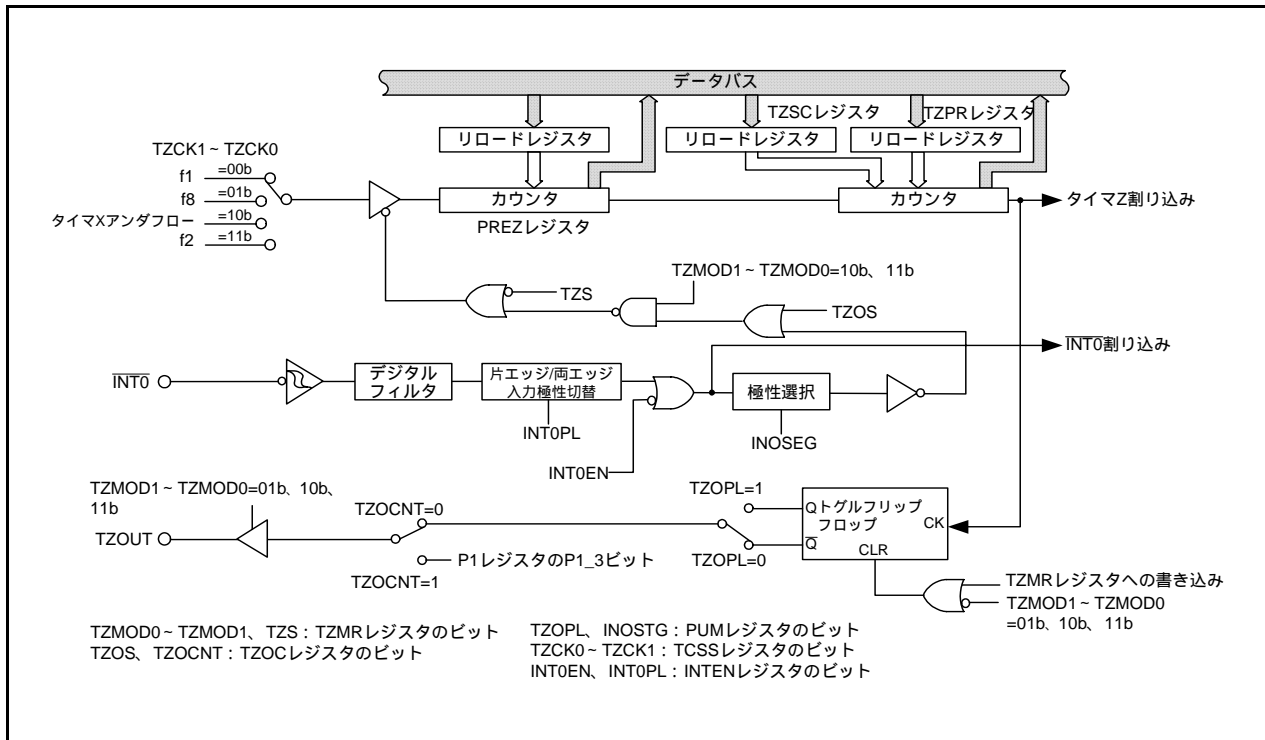 データバス
TZSCレジスタ
TZPRレジスタ
リロードレジスタ
リロードレジスタ
リロードレジスタ
TZCK1~TZCK0
f1
=00b
f8
=01b
タイマXアンダフロー
=10b
f2
=11b
カウンタ
カウンタ
タイマZ割り込み
PREZレジスタ
TZMOD1~TZMOD0=10b、11b
TZS
TZOS
INT0割り込み
INT0
デジタル
フィルタ
片エッジ/両エッジ
入力極性切替
極性選択
INT0PL
INOSEG
INT0EN
TZMOD1~TZMOD0=01b、10b、
11b
TZOUT
TZOCNT=0
P1レジスタのP1_3ビット
TZOCNT=1
TZOPL=1
TZOPL=0
Qトグルフリップ
フロップ
CK
Q
CLR
TZMRレジスタへの書き込み
TZMOD1~TZMOD0
=01b、10b、11b
TZMOD0~TZMOD1、TZS:TZMRレジスタのビット
TZOS、TZOCNT:TZOCレジスタのビット
TZOPL、INOSTG:PUMレジスタのビット
TZCK0~TZCK1:TCSSレジスタのビット
INT0EN、INT0PL:INTENレジスタのビット